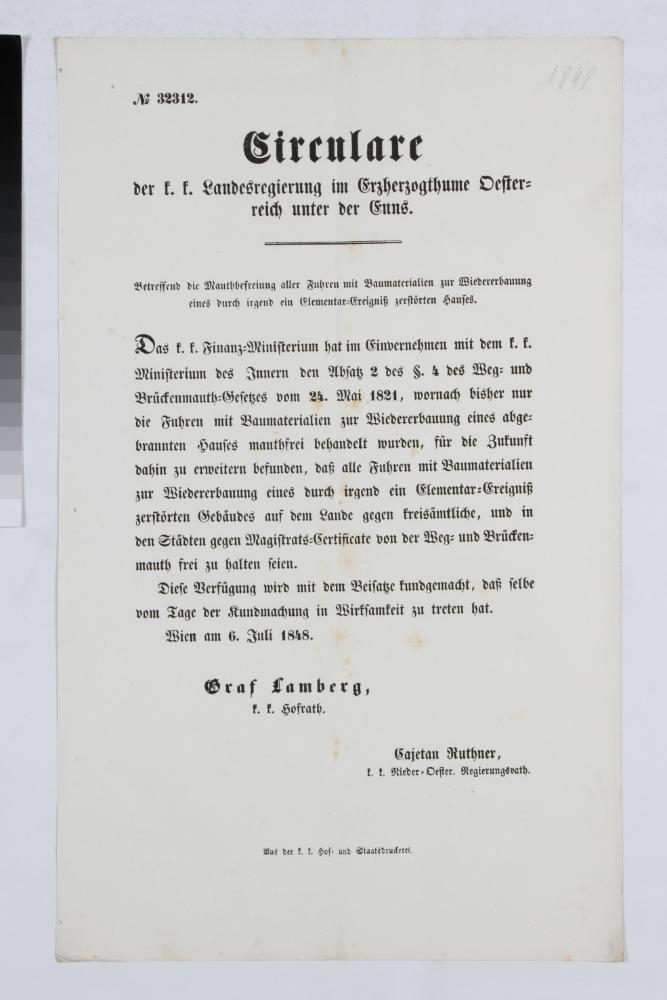 1848
№ 32312.
Circulare
der k. k. Landesregierung im Erzherzogthume Oester-
reich unter der Enns.
Betreffend die Mauthbefreiung aller Fuhren mit Baumaterialien zur Wiedererbauung
eines durch irgend ein Elementar-Ereigniß zerstörten Hauses.
Das k. k. Finanz-Ministerium hat im Einvernehmen mit dem k. k.
Ministerium des Innern den Absatz 2 des §. 4 des Weg- und
Brückenmauth-Gesetzes vom 24. Mai 1821, wornach bisher nur
die Fuhren mit Baumaterialien zur Wiedererbauung eines abge-
brannten Hauses mauthfrei behandelt wurden, für die Zukunft
dahin zu erweitern befunden, daß alle Fuhren mit Baumaterialien
zur Wiedererbauung eines durch irgend ein Elementar-Ereigniß
zerstörten Gebäudes auf dem Lande gegen kreisämtliche, und in
den Städten gegen Magistrats-Certificate von der Weg- und Brücken-
mauth frei zu halten seien.
Diese Verfügung wird mit dem Beisatze kundgemacht, daß selbe
vom Tage der Kundmachung in Wirksamkeit zu treten hat.
Wien am 6. Juli 1848.
Graf Lamberg,
k. k. Hofrath.
Cajetan Ruthner,
k. k. Nieder-Oester. Regierungsrath.
Aus der k. k. Hof- und Staatsdruckerei.